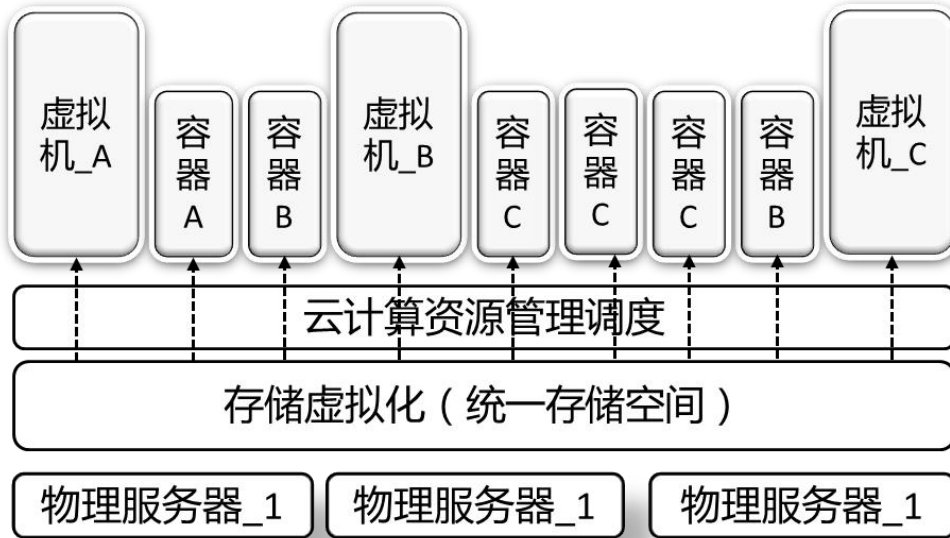 虚拟
机_A
容
器
A
容
器
B
虚拟
机_B
容
器
C
容
器
C
容
器
C
容
器
B
虚拟
机_C
云计算资源管理调度
存储虚拟化（统一存储空间）
物理服务器_1
物理服务器_1
物理服务器_1